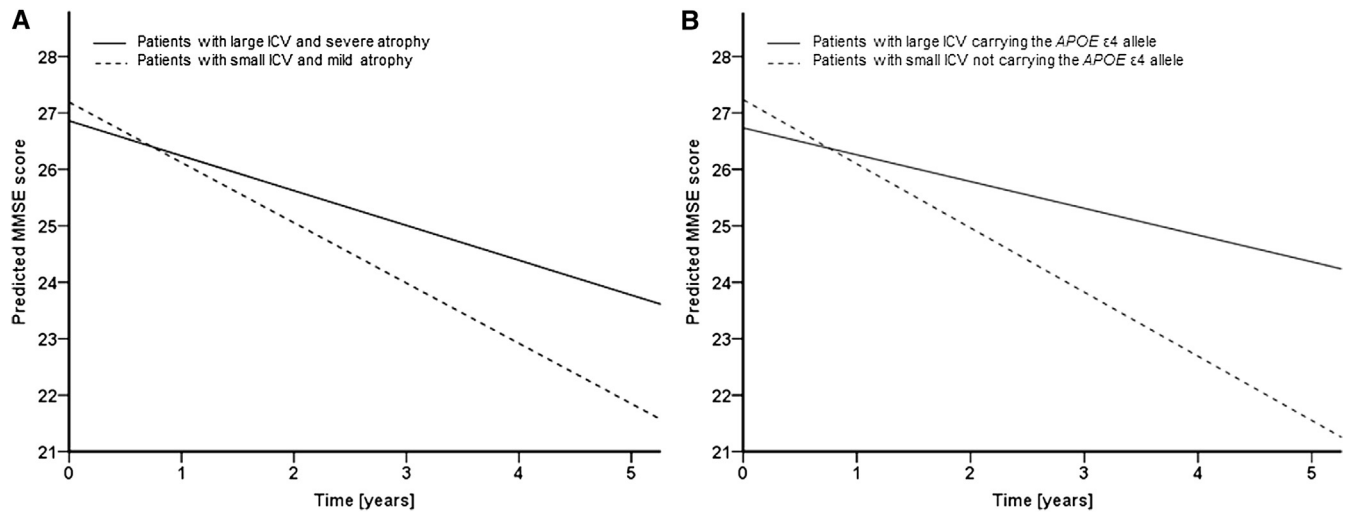 A
Patients with large ICV and severe atrophy
Patients with small ICV and mild atrophy
28
27
26
25
24
23
22
21
Predicted MMSE score
0 1 2 3 4 5
Time [years]
B
Patients with large ICV carrying the APOE ε4 allele
Patients with small ICV not carrying the APOE ε4 allele
28
27
26
25
24
23
22
21
Predicted MMSE score
0 1 2 3 4 5
Time [years]